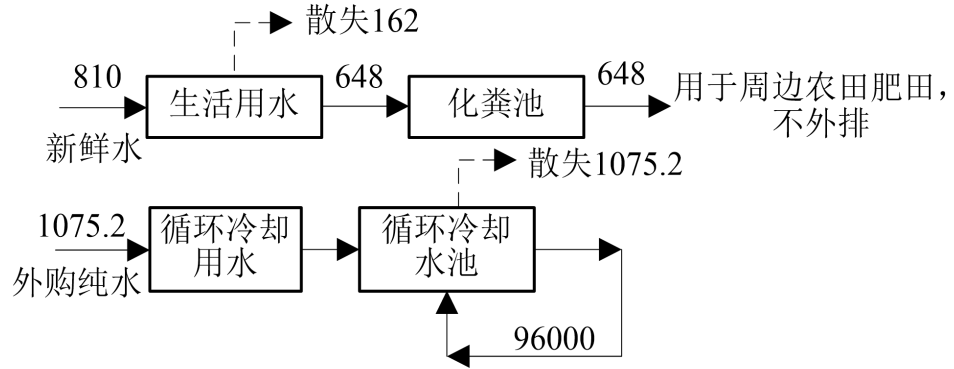 散失162
810
生活用水
648
化粪池
648
用于周边农田肥田，
不外排
新鲜水
散失1075.2
1075.2
循环冷却
用水
循环冷却
水池
外购纯水
96000